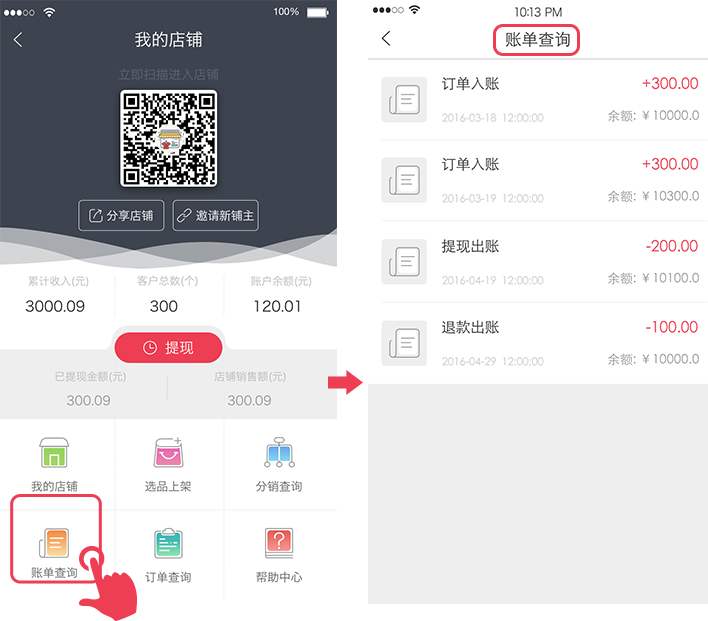 100%
我的店铺
立即扫描进入店铺
分享店铺
邀请新铺主
累计收入(元)
客户总数(个)
账户余额(元)
3000.09
300
120.01
提现
已提现金额(元)
店铺销售额(元)
300.09
300.09
我的店铺
选品上架
分销查询
账单查询
订单查询
帮助中心
10:13 PM
账单查询
订单入账
+300.00
2016-03-18 12:00:00
余额: ¥10000.0
订单入账
+300.00
2016-03-19 12:00:00
余额: ¥10300.0
提现出账
-200.00
2016-04-19 12:00:00
余额: ¥10100.0
退款出账
-100.00
2016-04-29 12:00:00
余额: ¥10000.0